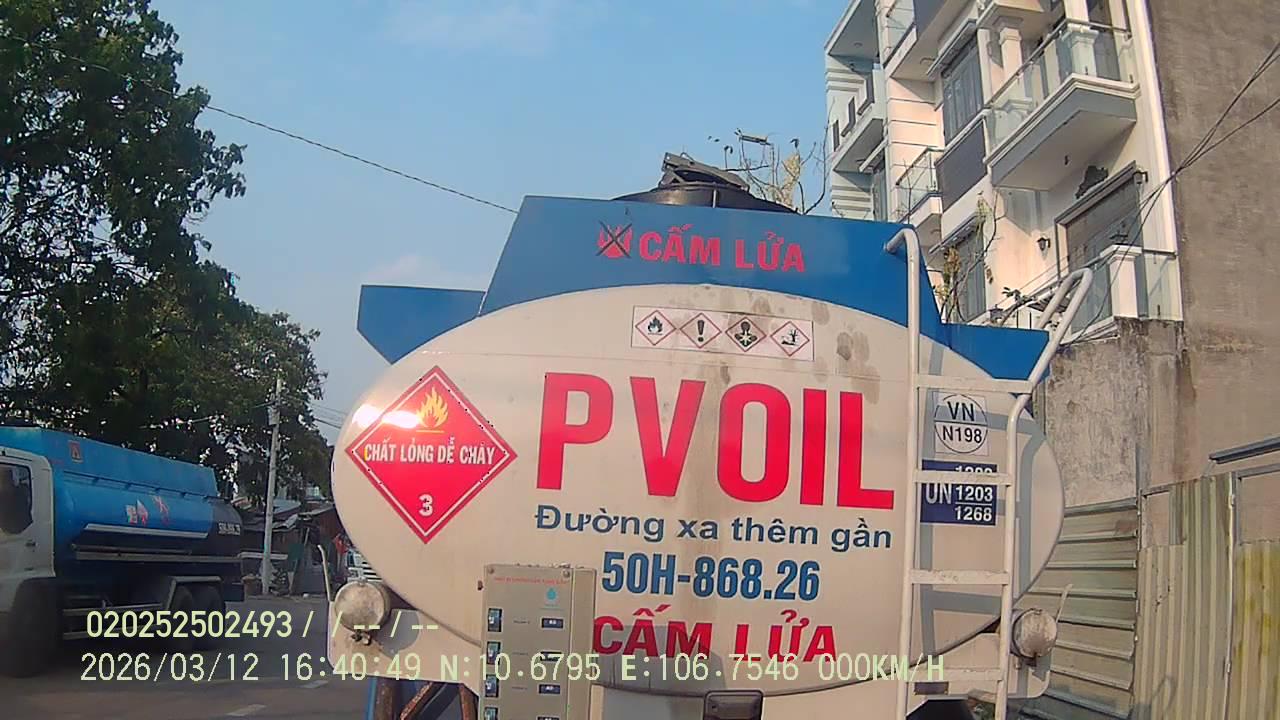 CẤM LỬA
PVOIL
VN
N198
CHẤT LỎNG DỄ CHÁY
3
UN 1203
1268
Đường xa thêm gần
50H-868.26
CẤM LỬA
020252502493 / / -- / --
2026/03/12 16:40:49 N:10.6795 E:106.7546 000KM/H